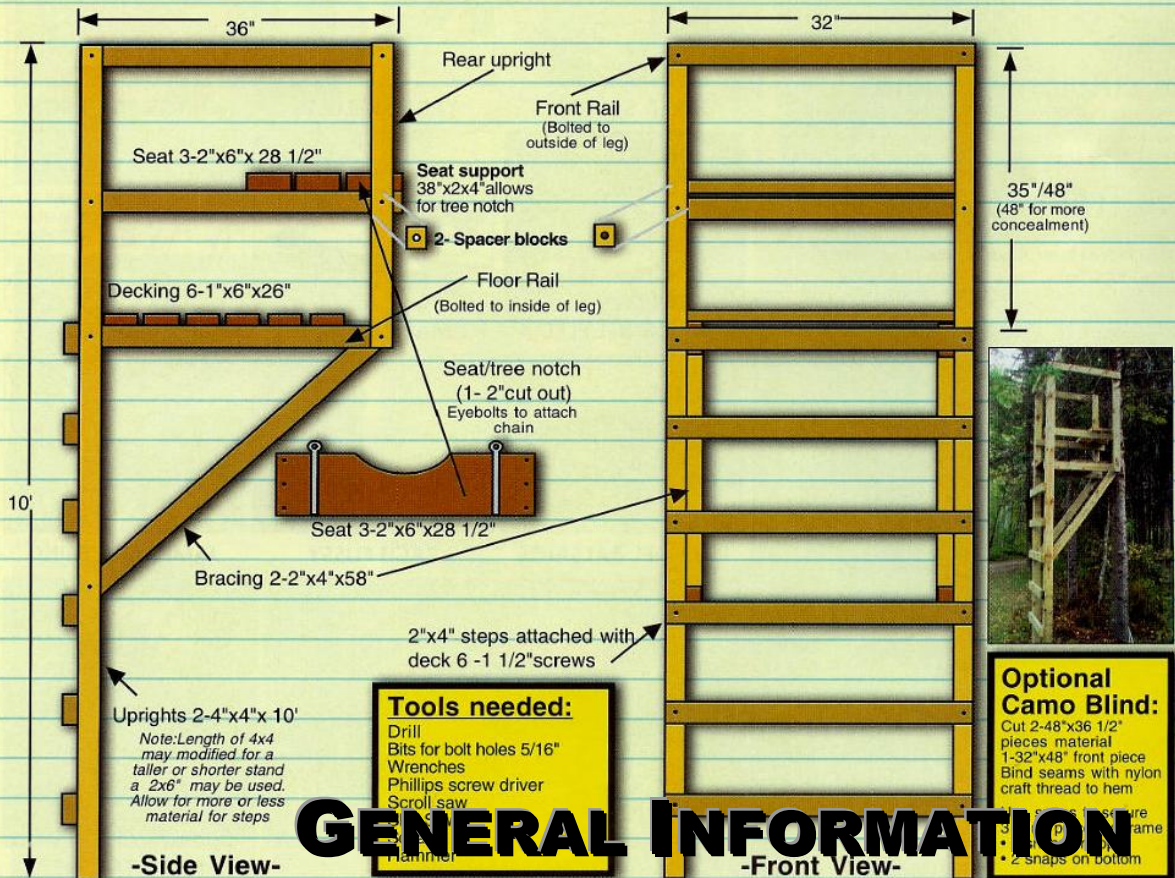 36"
32"
Rear upright
Front Rail
(Bolted to
outside of leg)
Seat 3-2"x6"x 28 1/2"
Seat support
38"x2x4"allows
for tree notch
35"/48"
(48" for more
concealment)
2- Spacer blocks
Floor Rail
(Bolted to inside of leg)
Decking 6-1"x6"x26"
Seat/tree notch
(1- 2"cut out)
Eyebolts to attach
chain
10'
Seat 3-2"x6"x28 1/2"
Bracing 2-2"x4"x58"
2"x4" steps attached with
deck 6 -1 1/2"screws
Uprights 2-4"x4"x 10'
Note:Length of 4x4
may modified for a
taller or shorter stand
a 2x6" may be used.
Allow for more or less
material for steps
Tools needed:
Drill
Bits for bolt holes 5/16"
Wrenches
Phillips screw driver
Scroll saw
Hammer
Optional
Camo Blind:
Cut 2-48"x36 1/2"
pieces material
1-32"x48" front piece
Bind seams with nylon
craft thread to hem
• 2 snaps on bottom
GENERAL INFORMATION
-Side View-
-Front View-